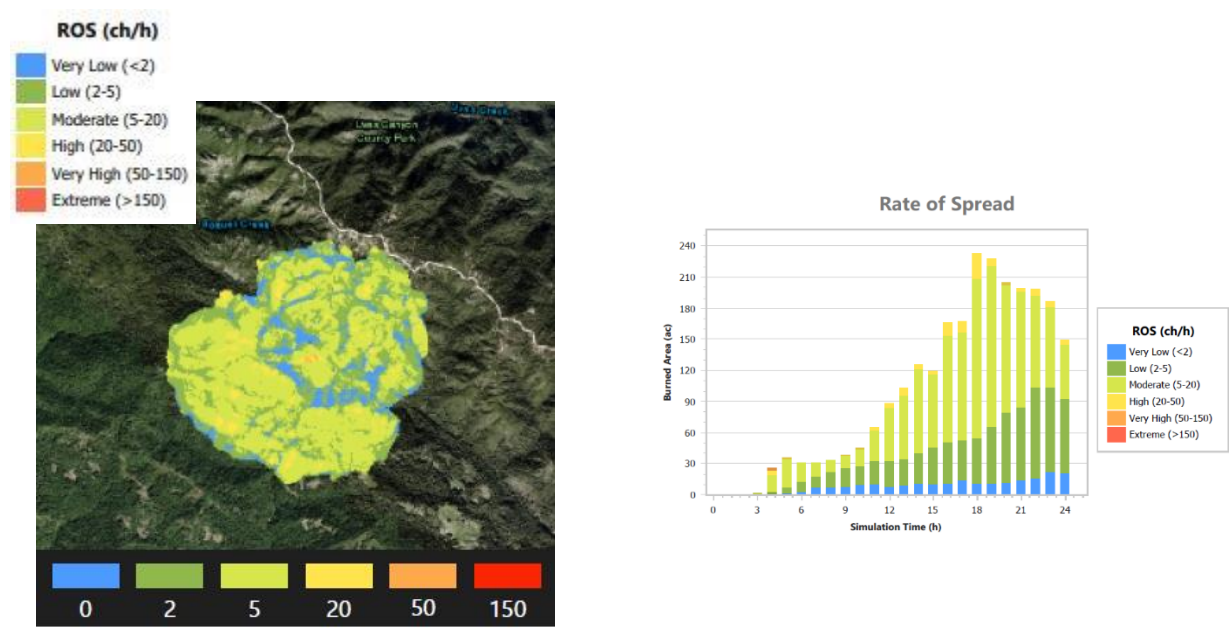 ROS (ch/h)
Very Low (<2)
Low (2-5)
Moderate (5-20)
High (20-50)
Very High (50-150)
Extreme (>150)
Uvas Creek
Uvas Canyon
County Park
Soquel Creek
0 2 5 20 50 150
Rate of Spread
Burned Area (ac)
240
210
180
150
120
90
60
30
0
0 3 6 9 12 15 18 21 24
Simulation Time (h)
ROS (ch/h)
Very Low (<2)
Low (2-5)
Moderate (5-20)
High (20-50)
Very High (50-150)
Extreme (>150)